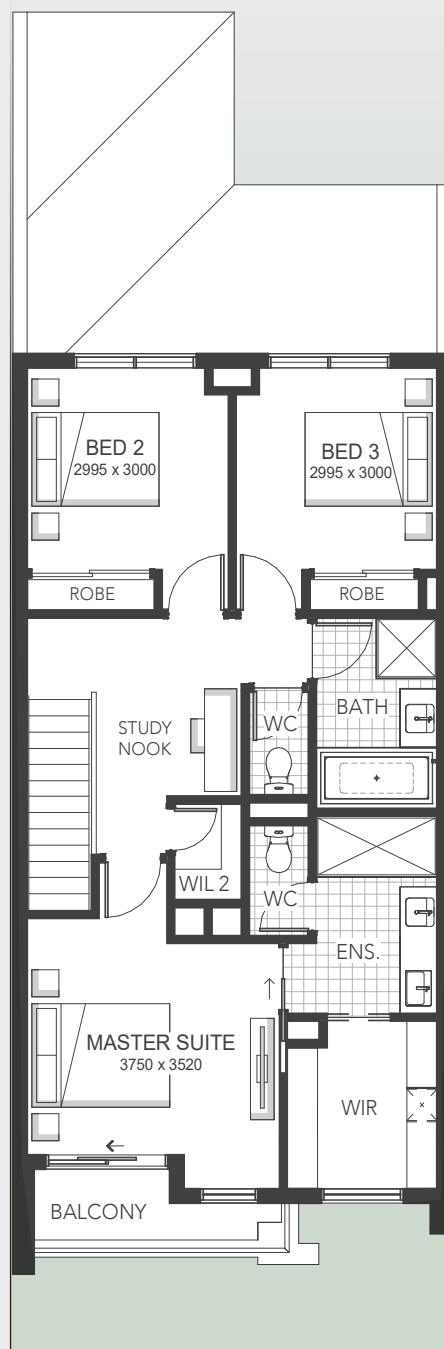 BED 2
2995 x 3000
BED 3
2995 x 3000
ROBE
ROBE
BATH
WC
STUDY
NOOK
WIL 2
WC
ENS.
MASTER SUITE
3750 x 3520
WIR
BALCONY